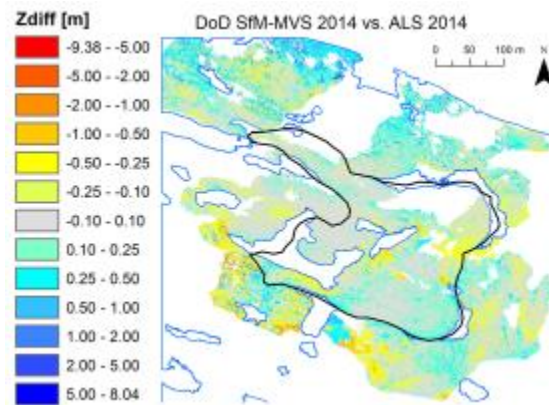 Zdiff [m]
DoD SfM-MVS 2014 vs. ALS 2014
0 50 100 m
-9.38 - -5.00
-5.00 - -2.00
-2.00 - -1.00
-1.00 - -0.50
-0.50 - -0.25
-0.25 - -0.10
-0.10 - 0.10
0.10 - 0.25
0.25 - 0.50
0.50 - 1.00
1.00 - 2.00
2.00 - 5.00
5.00 - 8.04